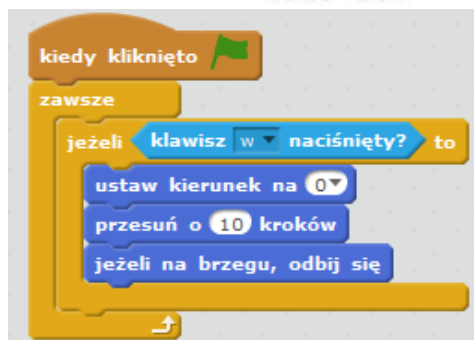 kiedy kliknięto
zawsze
jeżeli klawisz w naciśnięty? to
ustaw kierunek na 0
przesuń o 10 kroków
jeżeli na brzegu, odbij się